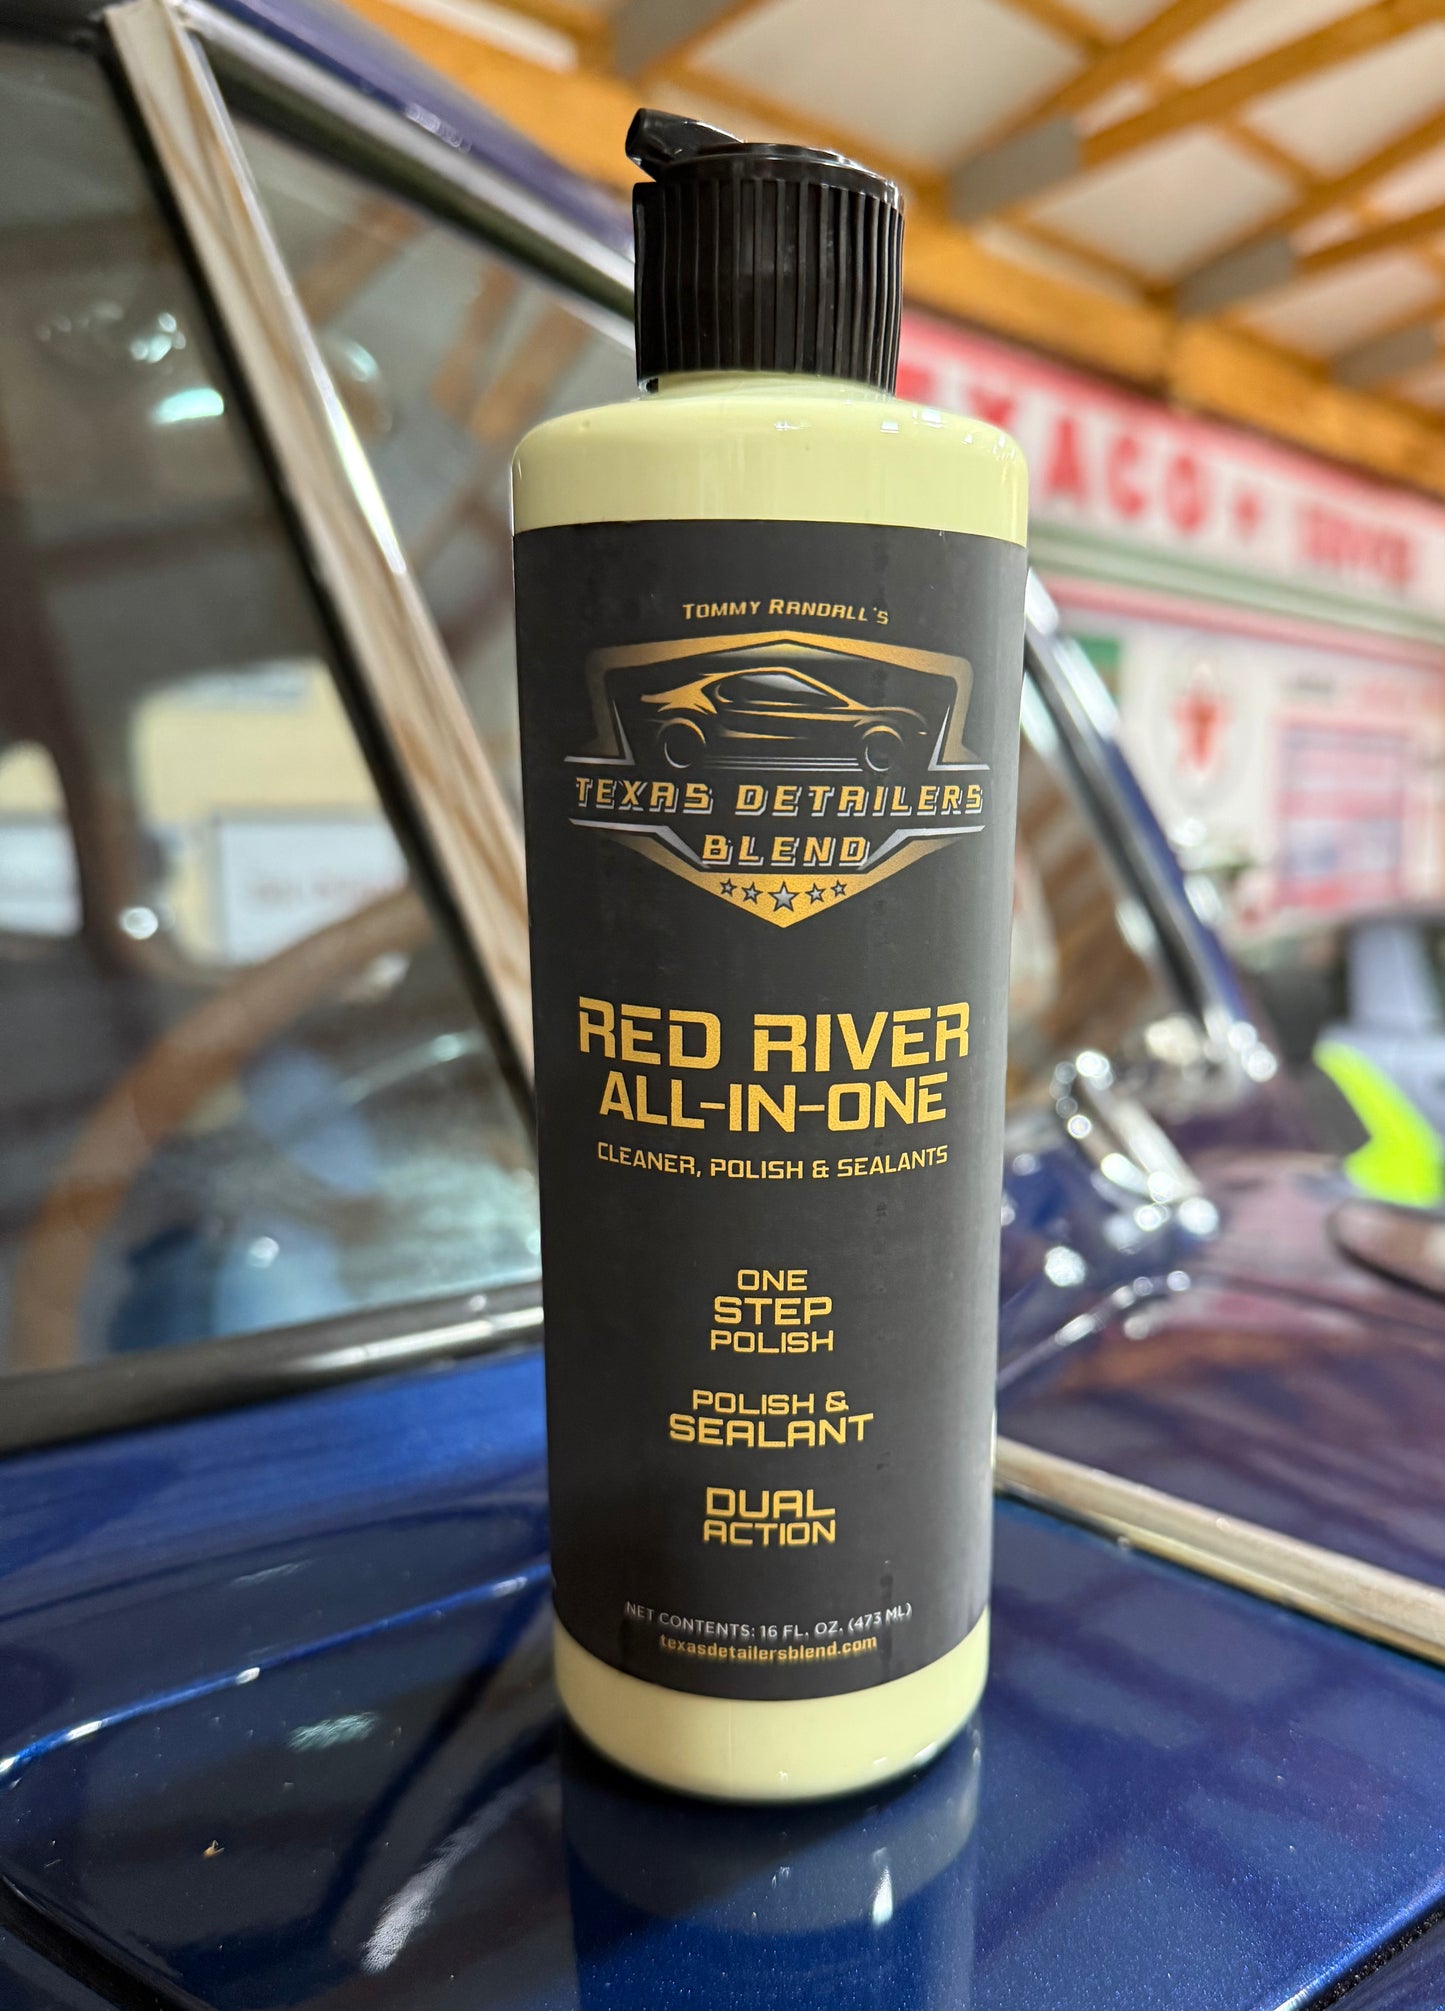 TOMMY RANDALL'S
TEXAS DETAILERS
BLEND
RED RIVER
ALL-IN-ONE
CLEANER, POLISH & SEALANTS
ONE
STEP
POLISH
POLISH &
SEALANT
DUAL
ACTION
NET CONTENTS: 16 FL. OZ. (473 ML)
texasdetailersblend.com